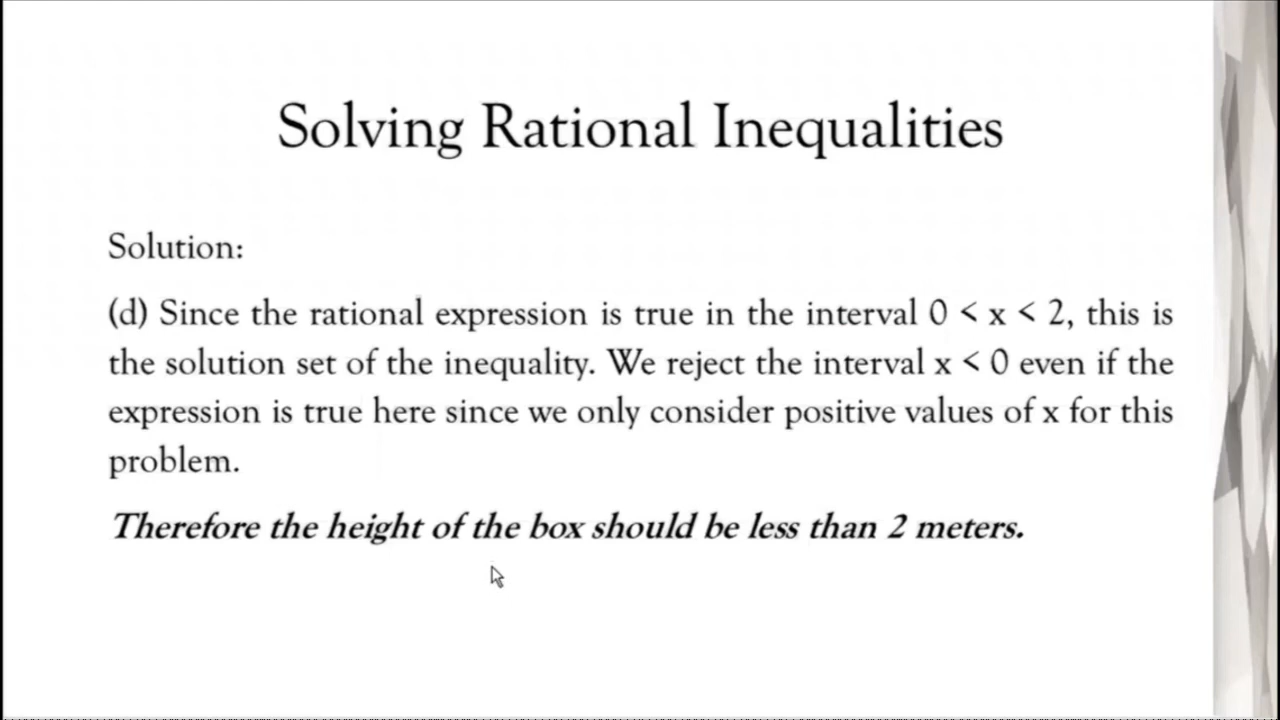 Solving Rational Inequalities
Solution:
(d) Since the rational expression is true in the interval 0 < x < 2, this is
the solution set of the inequality. We reject the interval x < 0 even if the
expression is true here since we only consider positive values of x for this
problem.
Therefore the height of the box should be less than 2 meters.